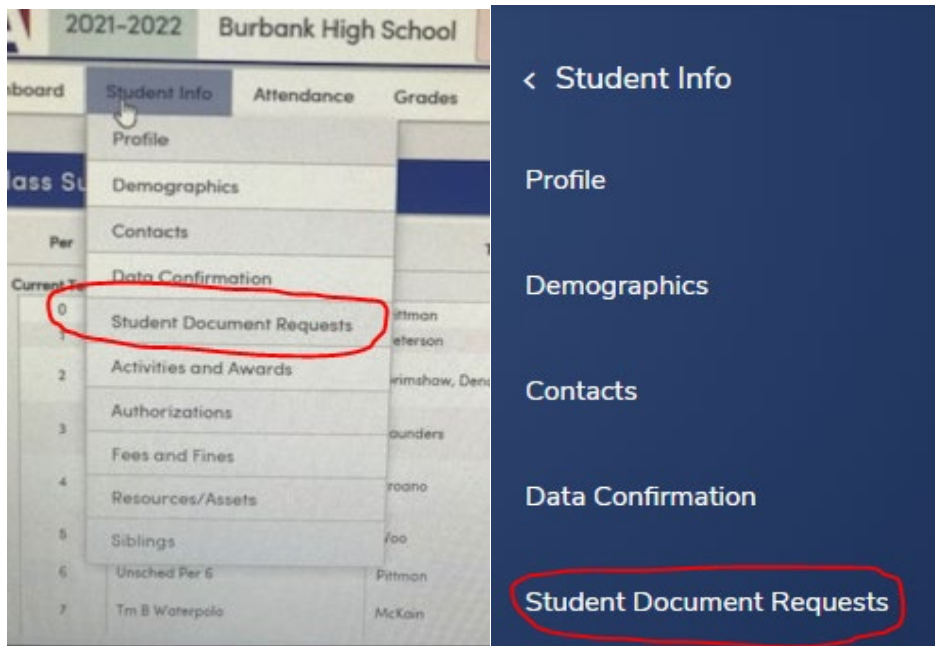 2021-2022 Burbank High School
Student Info Attendance Grades
Profile
Demographics
Per Contacts
Data Confirmation
0 Student Document Requests
Activities and Awards
2
Authorizations
3
Fees and Fines
4 Resources/Assets
5 Siblings
6 Unsched Per 6 Pittman
7 Tm B Waterpolo McKain
< Student Info
Profile
Demographics
Contacts
Data Confirmation
Student Document Requests